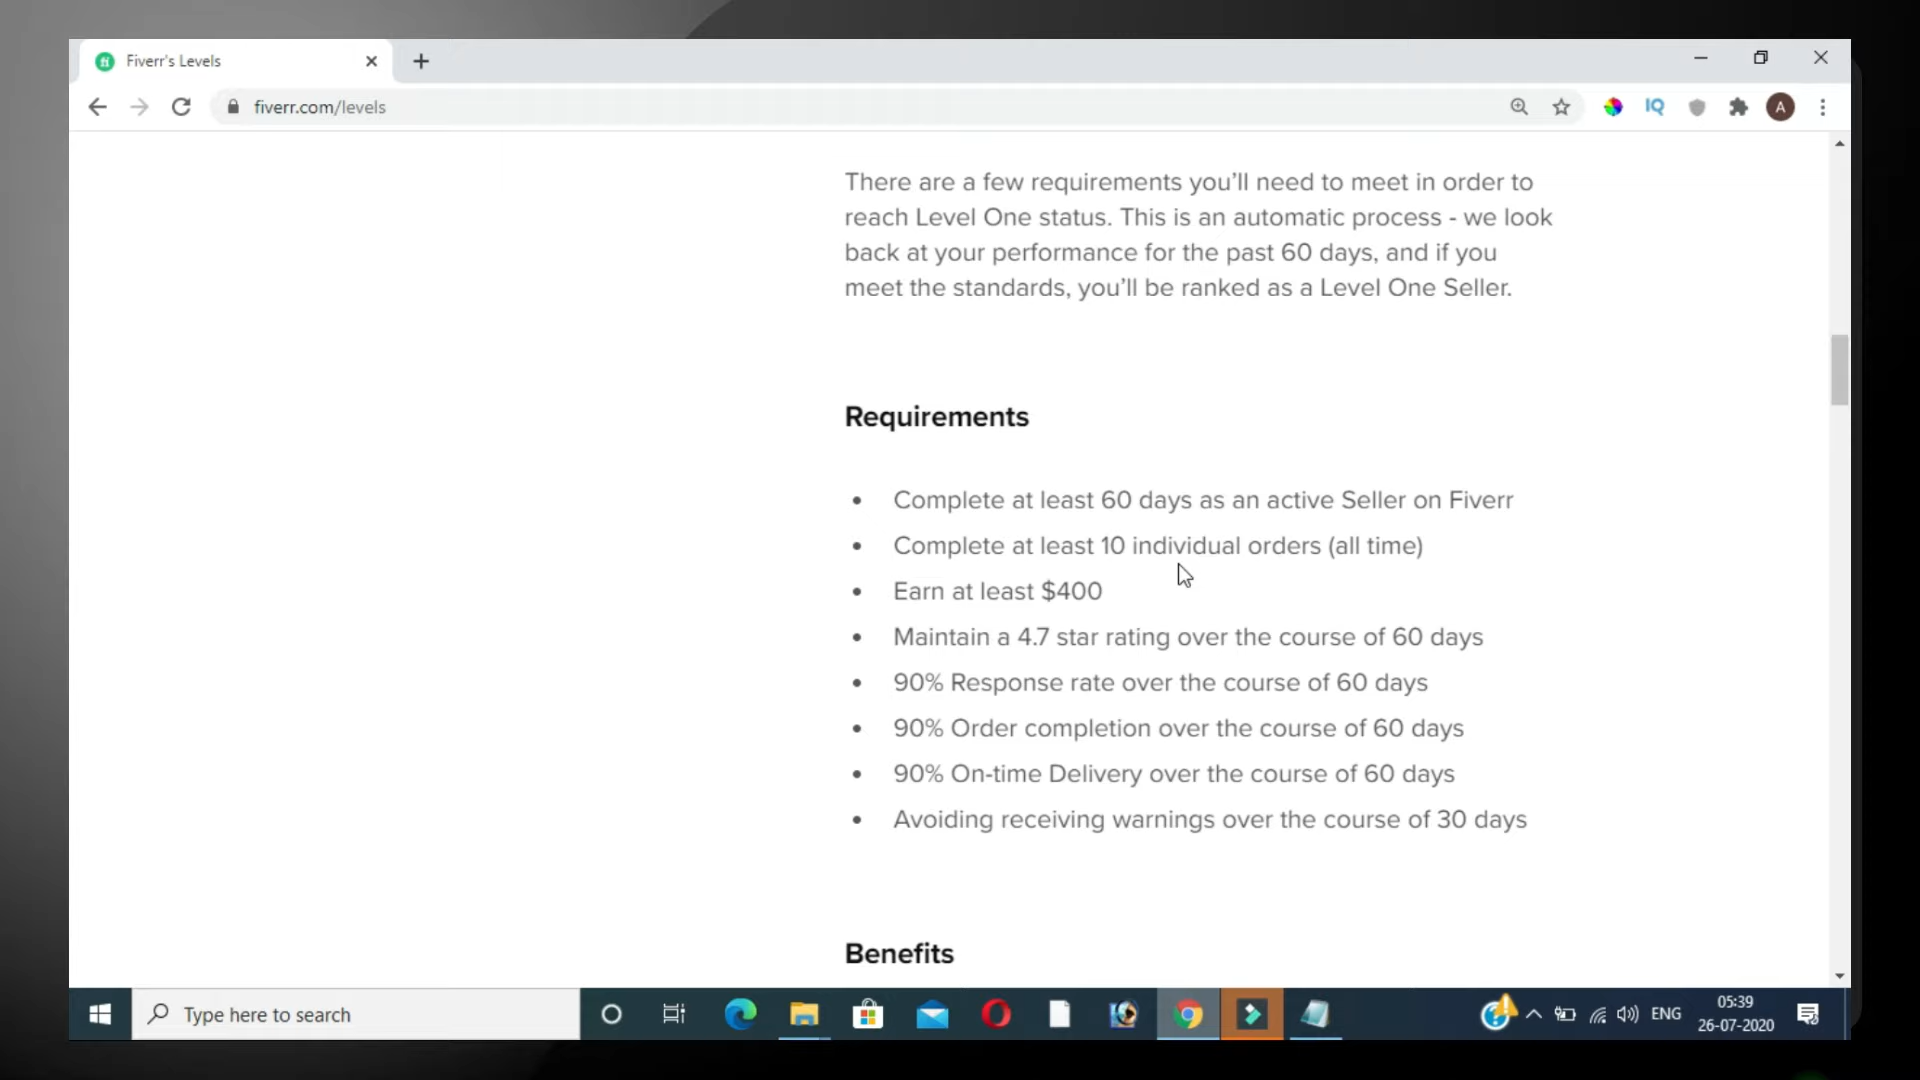 Fiverr's Levels
fiverr.com/levels
IQ
A
There are a few requirements you’ll need to meet in order to
reach Level One status. This is an automatic process - we look
back at your performance for the past 60 days, and if you
meet the standards, you’ll be ranked as a Level One Seller.
Requirements
• Complete at least 60 days as an active Seller on Fiverr
• Complete at least 10 individual orders (all time)
• Earn at least $400
• Maintain a 4.7 star rating over the course of 60 days
• 90% Response rate over the course of 60 days
• 90% Order completion over the course of 60 days
• 90% On-time Delivery over the course of 60 days
• Avoiding receiving warnings over the course of 30 days
Benefits
Type here to search
ENG
05:39
26-07-2020